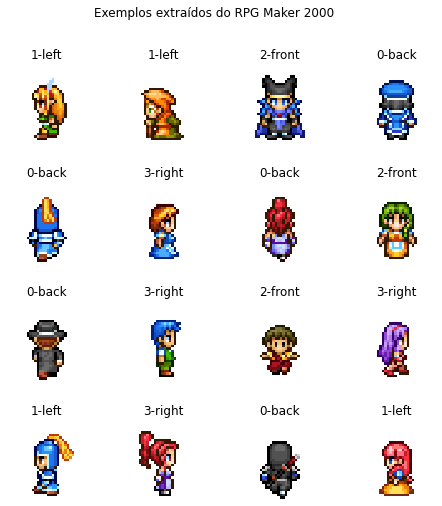 Exemplos extraídos do RPG Maker 2000
1-left
1-left
2-front
0-back
0-back
3-right
0-back
2-front
0-back
3-right
2-front
3-right
1-left
3-right
0-back
1-left